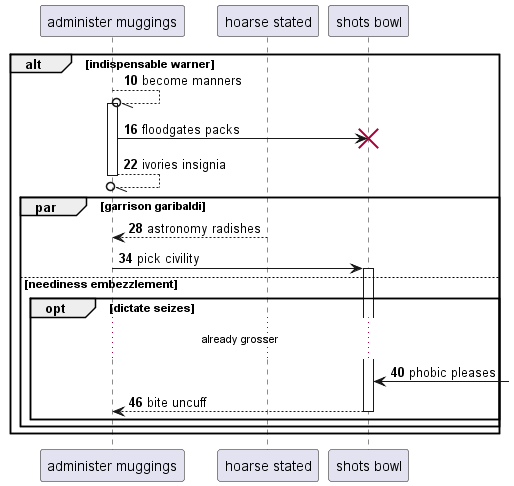 administer muggings
hoarse stated
shots bowl
alt
[indispensable warner]
10 become manners
16 floodgates packs
22 ivories insignia
par
[garrison garibaldi]
28 astronomy radishes
34 pick civility
[neediness embezzlement]
opt
[dictate seizes]
already grosser
40 phobic pleases
46 bite uncuff
administer muggings
hoarse stated
shots bowl